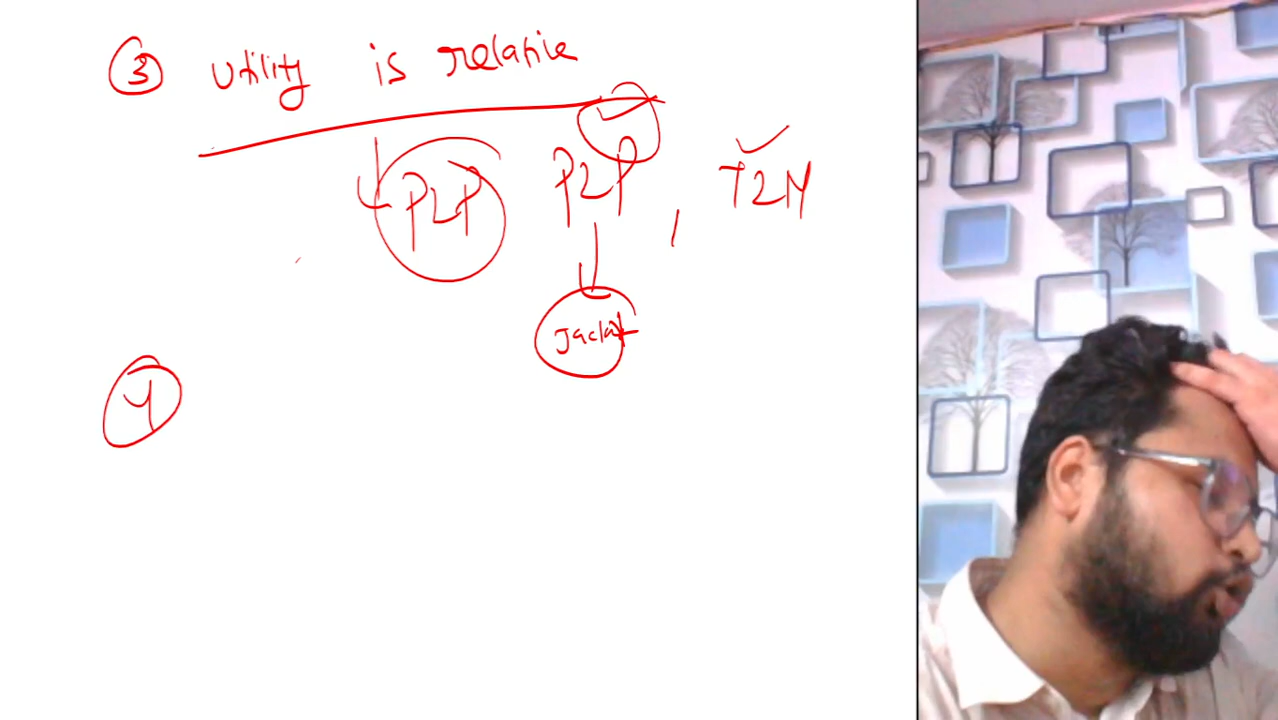 ③ Utility is relative
P2P P2P , T2M
Jacket
④